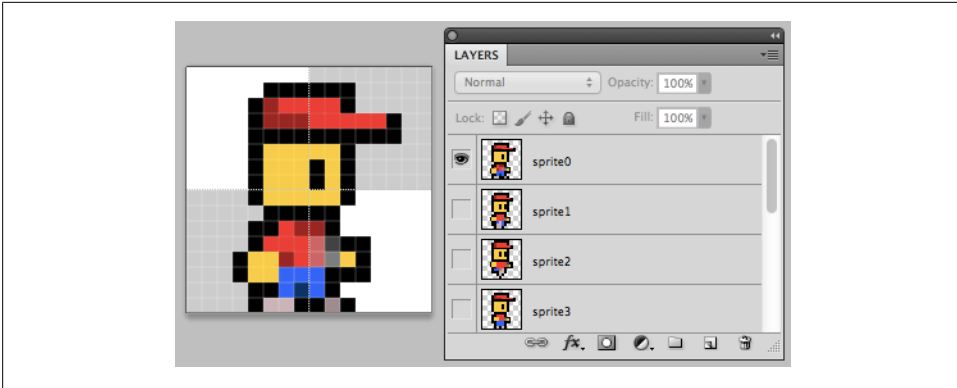 LAYERS
Normal Opacity: 100%
Lock: Fill: 100%
sprite0
sprite1
sprite2
sprite3
fx.